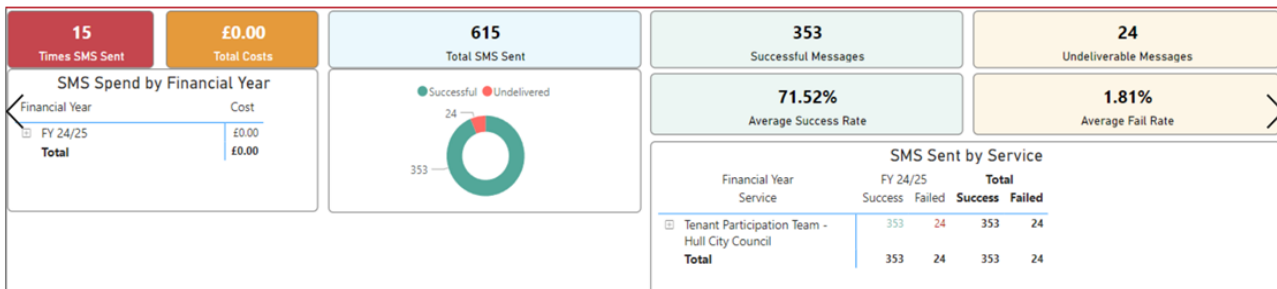 15
Times SMS Sent
£0.00
Total Costs
615
Total SMS Sent
353
Successful Messages
24
Undeliverable Messages
SMS Spend by Financial Year
Financial Year Cost
FY 24/25 £0.00
Total £0.00
Successful Undelivered
24
353
71.52%
Average Success Rate
1.81%
Average Fail Rate
SMS Sent by Service
Financial Year FY 24/25 Total
Service Success Failed Success Failed
Tenant Participation Team - 353 24 353 24
Hull City Council
Total 353 24 353 24